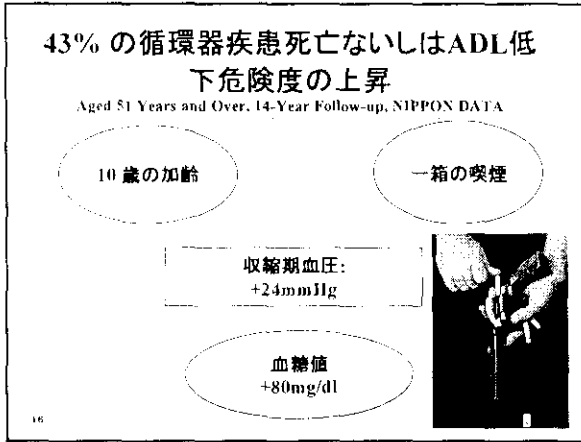 43% の循環器疾患死亡ないしはADL低
下危険度の上昇
Aged 51 Years and Over, 14-Year Follow-up, NIPPON DATA
10 歳の加齢
一箱の喫煙
収縮期血圧:
+24mmHg
血糖値
+80mg/dl